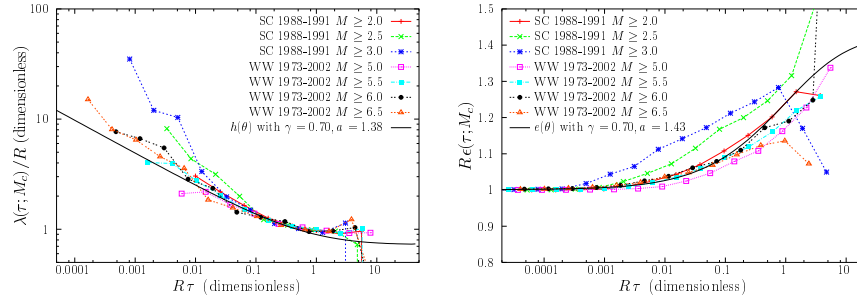 100
10
1
0.0001
0.001
0.01
0.1
1
10
λ(τ; M_c)/R (dimensionless)
Rτ (dimensionless)
SC 1988-1991 M ≥ 2.0
SC 1988-1991 M ≥ 2.5
SC 1988-1991 M ≥ 3.0
WW 1973-2002 M ≥ 5.0
WW 1973-2002 M ≥ 5.5
WW 1973-2002 M ≥ 6.0
WW 1973-2002 M ≥ 6.5
h(θ) with γ = 0.70, a = 1.38
1.5
1.4
1.3
1.2
1.1
1.0
0.9
0.8
0.0001
0.001
0.01
0.1
1
10
R ϵ(τ; M_c)
Rτ (dimensionless)
SC 1988-1991 M ≥ 2.0
SC 1988-1991 M ≥ 2.5
SC 1988-1991 M ≥ 3.0
WW 1973-2002 M ≥ 5.0
WW 1973-2002 M ≥ 5.5
WW 1973-2002 M ≥ 6.0
WW 1973-2002 M ≥ 6.5
e(θ) with γ = 0.70, a = 1.43